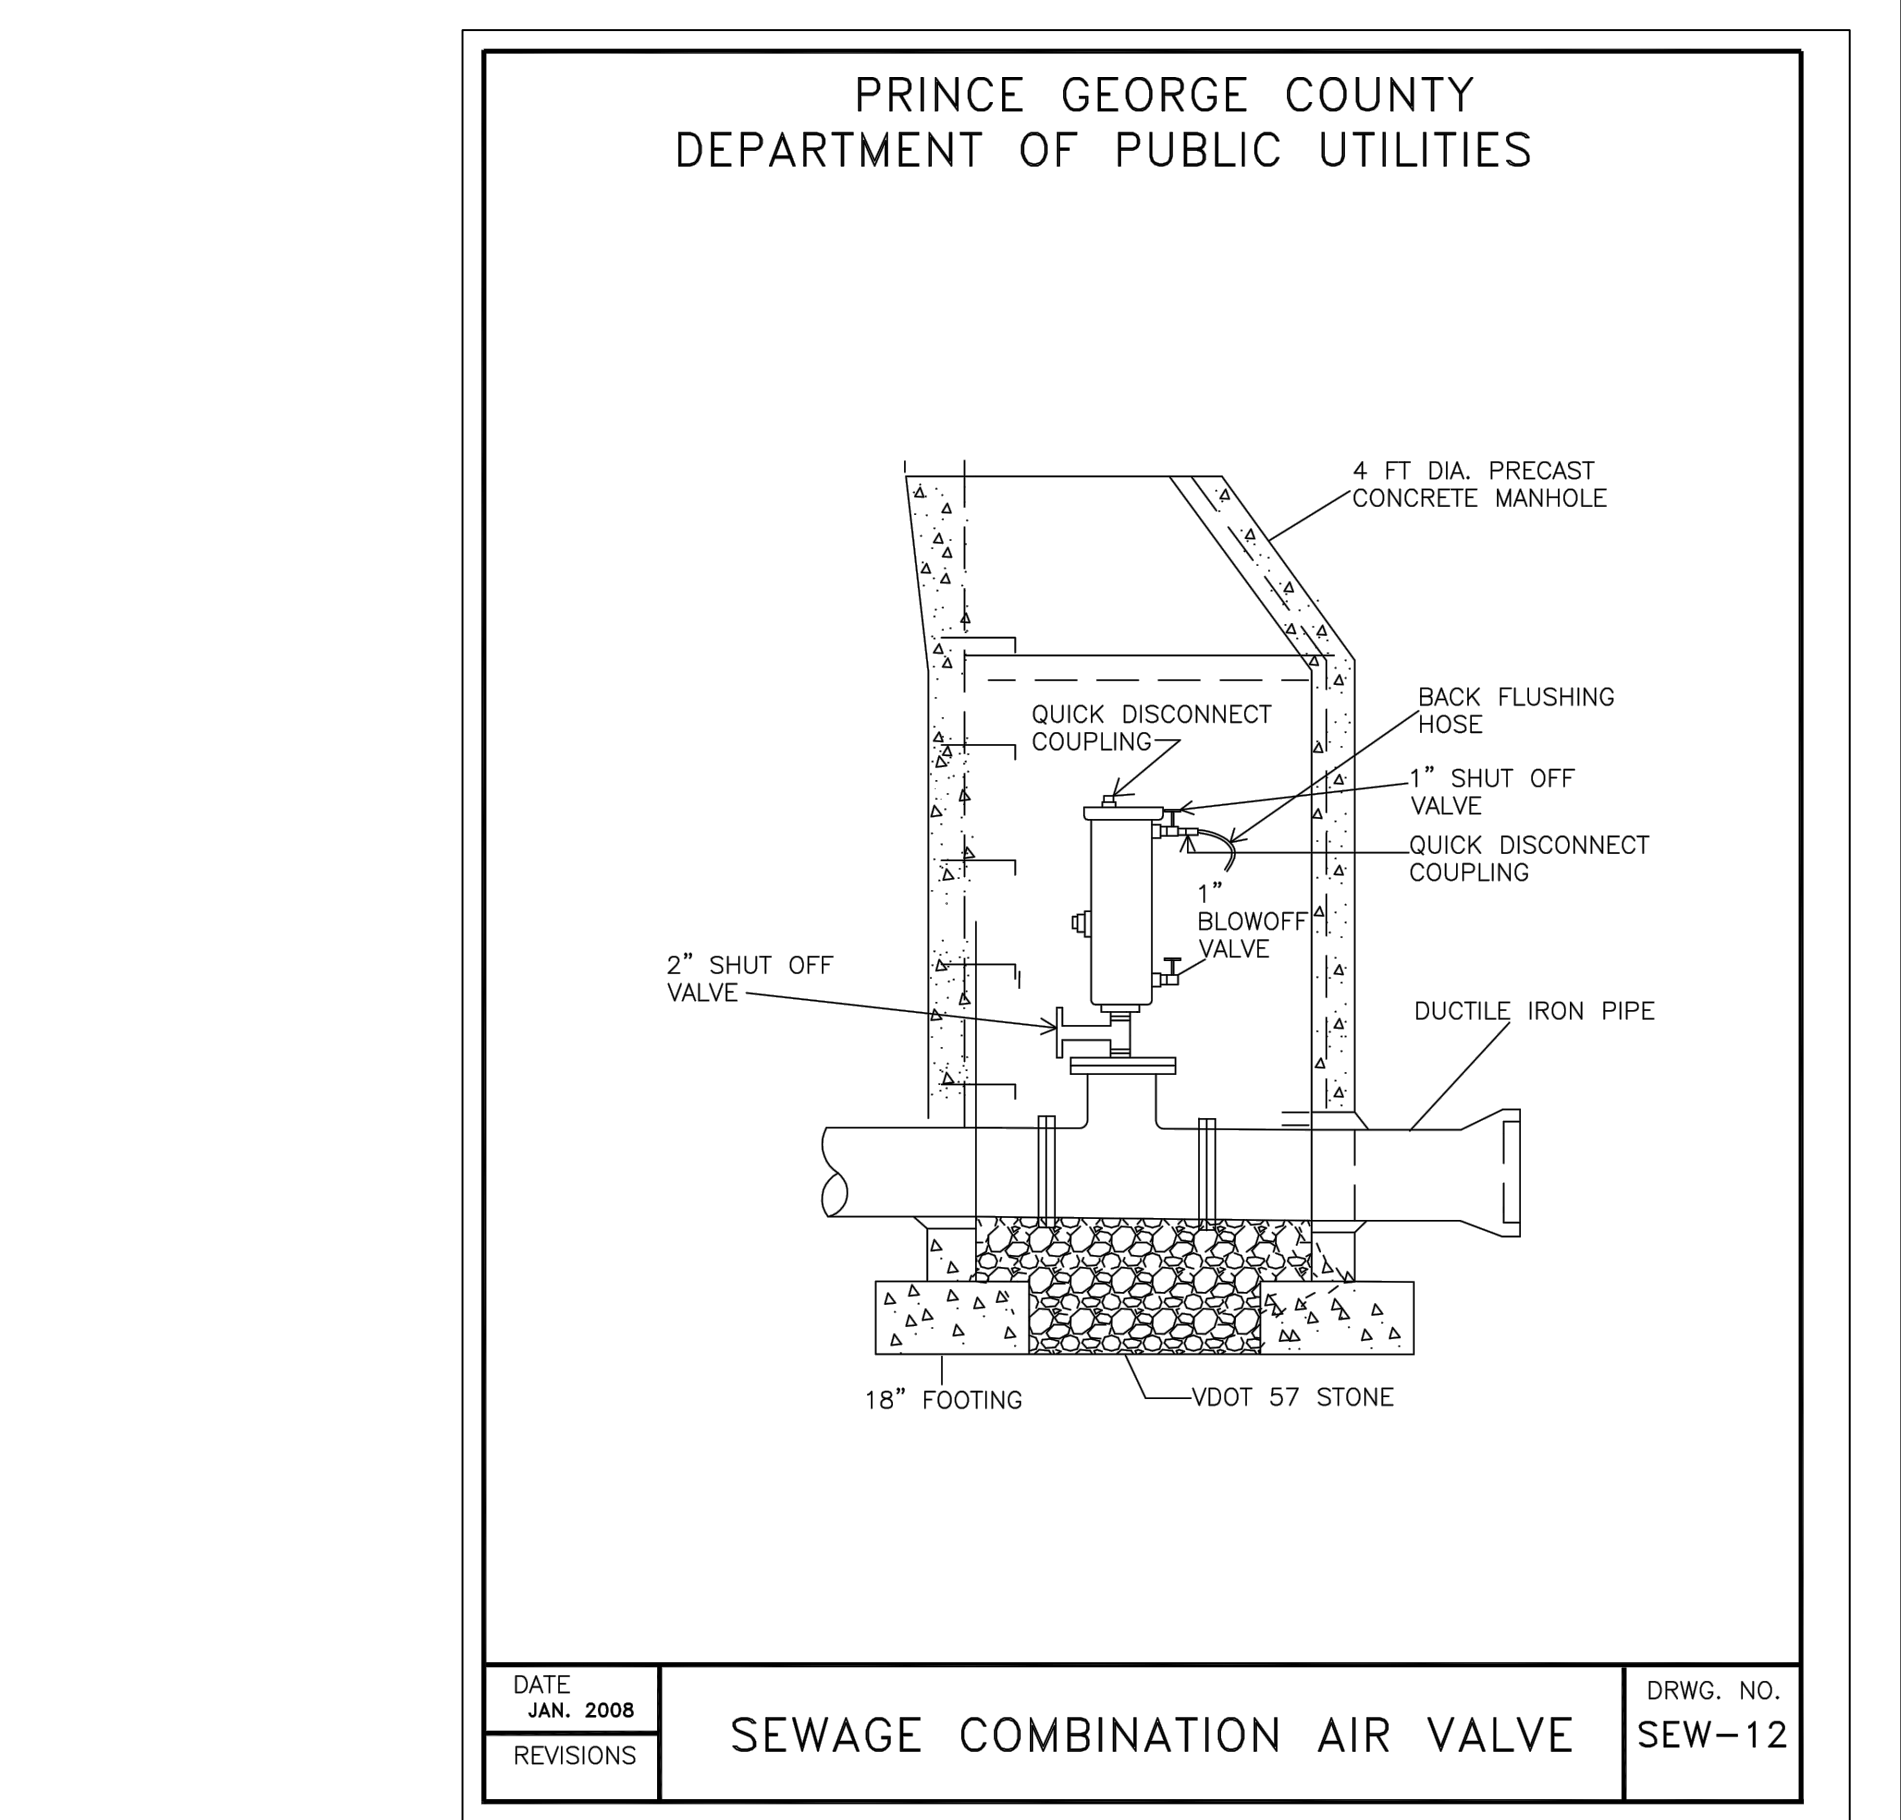 PRINCE GEORGE COUNTY
DEPARTMENT OF PUBLIC UTILITIES
4 FT DIA. PRECAST
CONCRETE MANHOLE
BACK FLUSHING
HOSE
QUICK DISCONNECT
COUPLING
1” SHUT OFF
VALVE
QUICK DISCONNECT
COUPLING
1”
BLOWOFF
VALVE
2” SHUT OFF
VALVE
DUCTILE IRON PIPE
18” FOOTING
VDOT 57 STONE
DATE
JAN. 2008
REVISIONS
SEWAGE COMBINATION AIR VALVE
DRWG. NO.
SEW-12